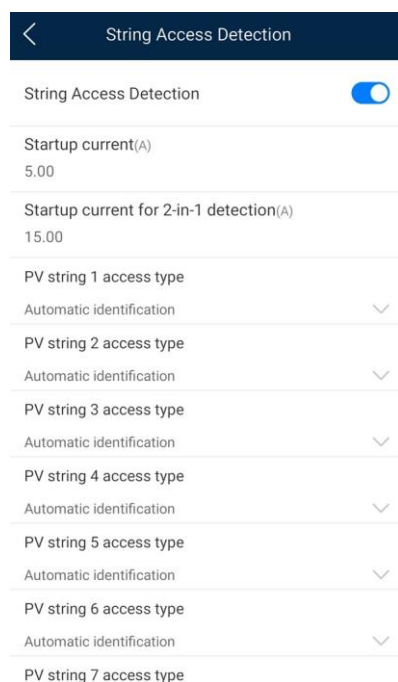 String Access Detection
String Access Detection
Startup current(A)
5.00
Startup current for 2-in-1 detection(A)
15.00
PV string 1 access type
Automatic identification
PV string 2 access type
Automatic identification
PV string 3 access type
Automatic identification
PV string 4 access type
Automatic identification
PV string 5 access type
Automatic identification
PV string 6 access type
Automatic identification
PV string 7 access type